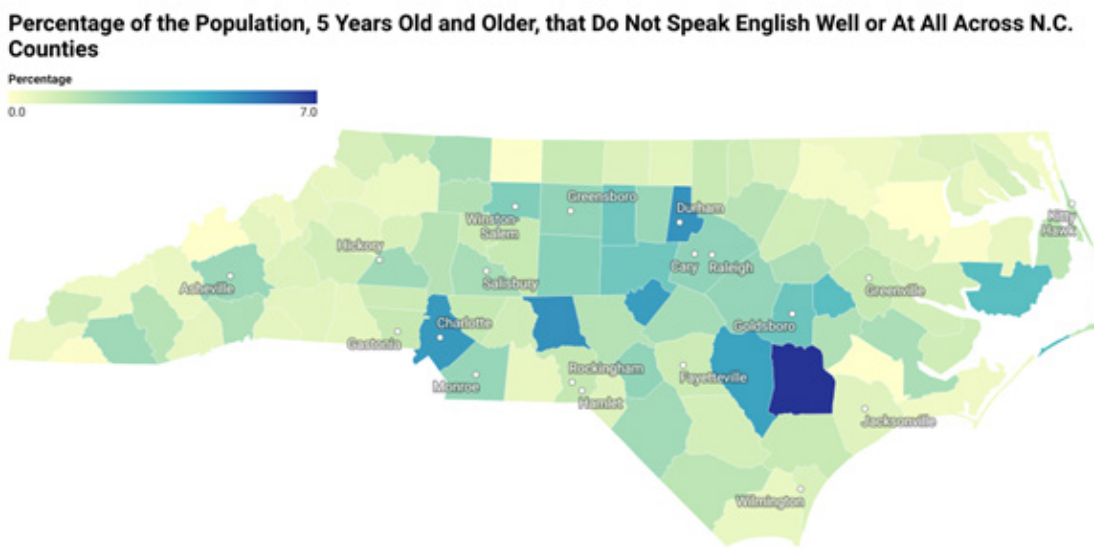 Percentage of the Population, 5 Years Old and Older, that Do Not Speak English Well or At All Across N.C.
Counties
Percentage
0.0 7.0
Greensboro
Durham
Winston-
Salem
Kitty
Hawk
Hickory
Cary Raleigh
Asheville
Salisbury
Greenville
Charlotte
Goldsboro
Gastonia
Rockingham
Fayetteville
Monroe
Hamlet
Jacksonville
Wilmington